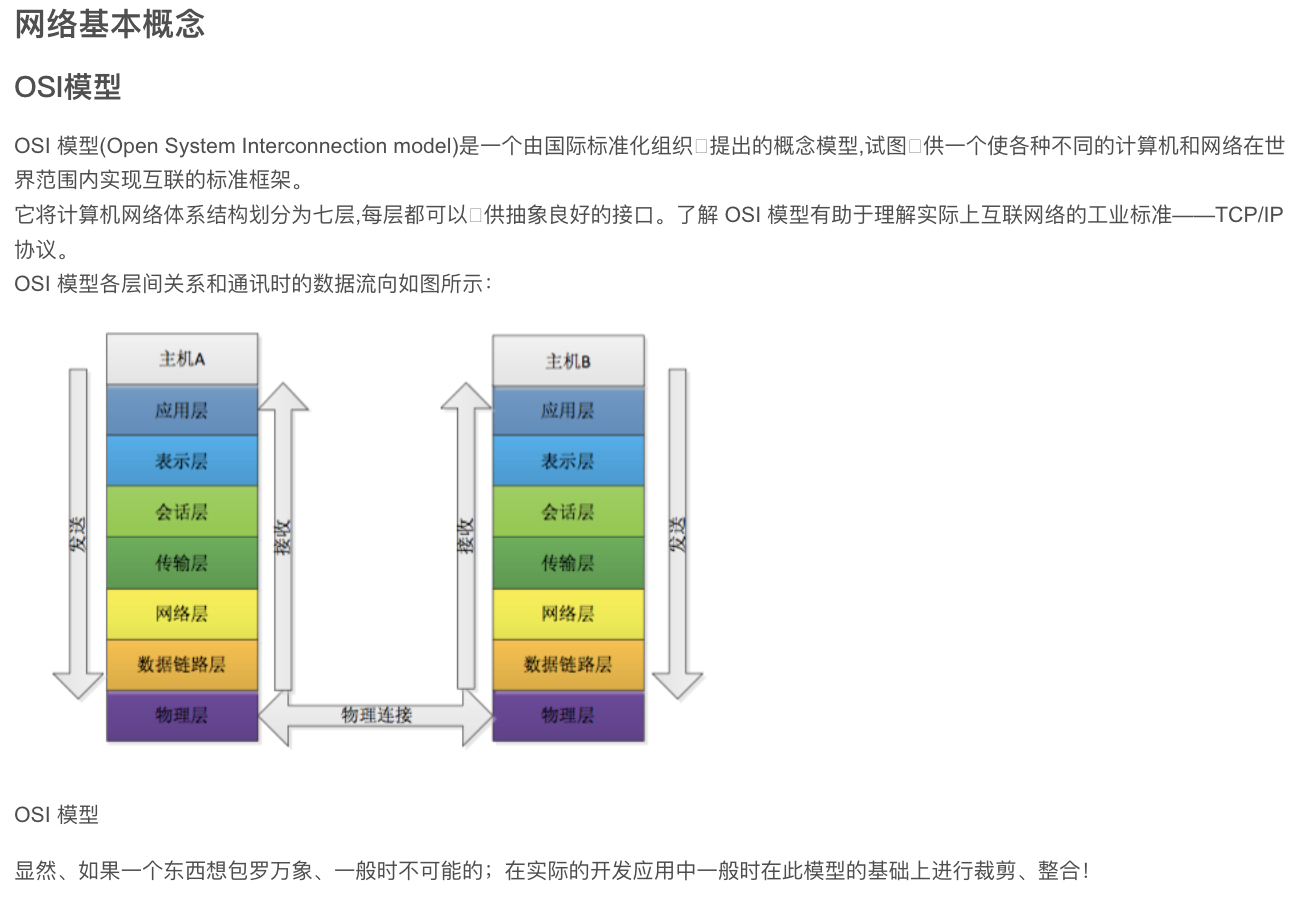 网络基本概念
OSI模型
OSI 模型(Open System Interconnection model)是一个由国际标准化组织□提出的概念模型,试图□供一个使各种不同的计算机和网络在世
界范围内实现互联的标准框架。
它将计算机网络体系结构划分为七层,每层都可以□供抽象良好的接口。了解 OSI 模型有助于理解实际上互联网络的工业标准——TCP/IP
协议。
OSI 模型各层间关系和通讯时的数据流向如图所示：
主机A
应用层
表示层
会话层
传输层
网络层
数据链路层
物理层
发送
接收
物理连接
接收
主机B
应用层
表示层
会话层
传输层
网络层
数据链路层
物理层
发送
OSI 模型
显然、如果一个东西想包罗万象、一般时不可能的；在实际的开发应用中一般时在此模型的基础上进行裁剪、整合！